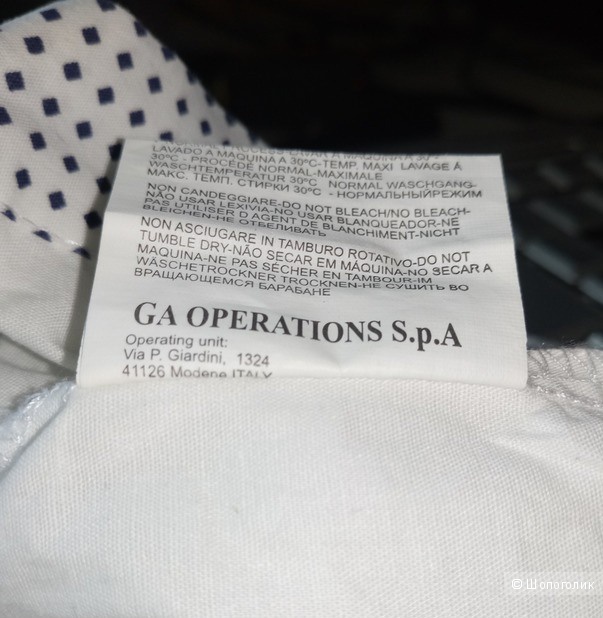 LAVADO A MAQUINA A 30°C-TEMP. MAXI LAVAGE Á
30°C - PROCÉDÉ NORMAL-MAXIMALE
WASCHTEMPERATUR 30°C NORMAL WASCHGANG-
МАКС. ТЕМП. СТИРКИ 30°C - НОРМАЛЬНЫЙРЕЖИМ
NON CANDEGGIARE-DO NOT BLEACH/NO BLEACH-
NÃO USAR LEXIVIA-NO USAR BLANQUEADOR-NE
PAS UTILISER D AGENT DE BLANCHIMENT-NICHT
BLEICHEN-НЕ ОТБЕЛИВАТЬ
NON ASCIUGARE IN TAMBURO ROTATIVO-DO NOT
TUMBLE DRY-NÃO SECAR EM MÁQUINA-NO SECAR A
MAQUINA-NE PAS SÉCHER EN TAMBOUR-IM
WÄSCHETROCKNER TROCKNEN-НЕ СУШИТЬ ВО
ВРАЩАЮЩЕМСЯ БАРАБАНЕ
GA OPERATIONS S.p.A
Operating unit:
Via P. Giardini, 1324
41126 Modene ITALY
© Шопоголик